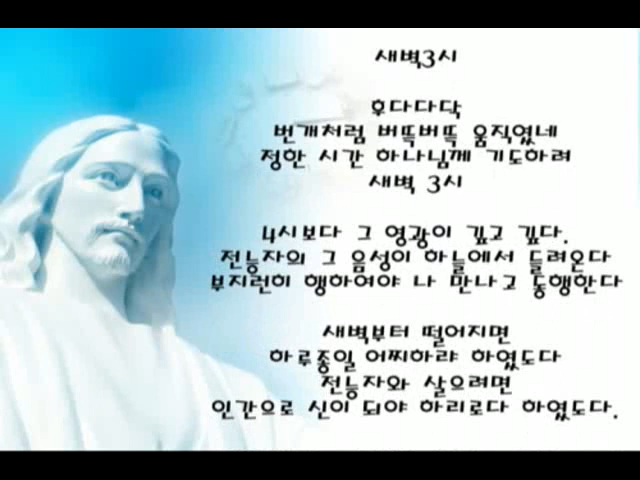 새벽3시
후다다닥
번개처럼 버떡버떡 움직였네
정한 시간 하나님께 기도하려
새벽 3시
4시보다 그 영광이 깊고 깊다.
전능자의 그 음성이 하늘에서 들려온다
부지런히 행하여야 나 만나고 동행한다
새벽부터 떨어지면
하루종일 어찌하랴 하였도다
전능자와 살으려면
인간으로 신이 되야 하리로다 하였도다.